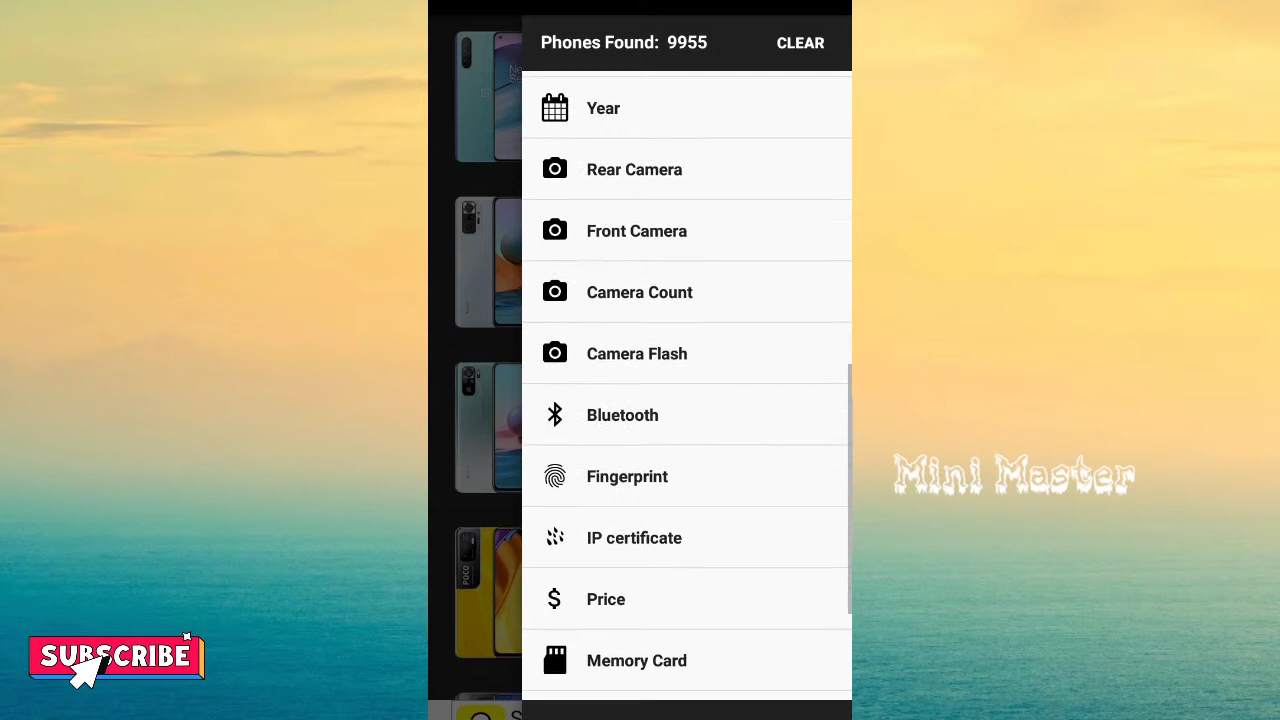 Phones Found: 9955
CLEAR
Year
Rear Camera
Front Camera
Camera Count
Camera Flash
Bluetooth
Fingerprint
IP certificate
Price
Memory Card
POCO
Mini Master
SUBSCRIBE